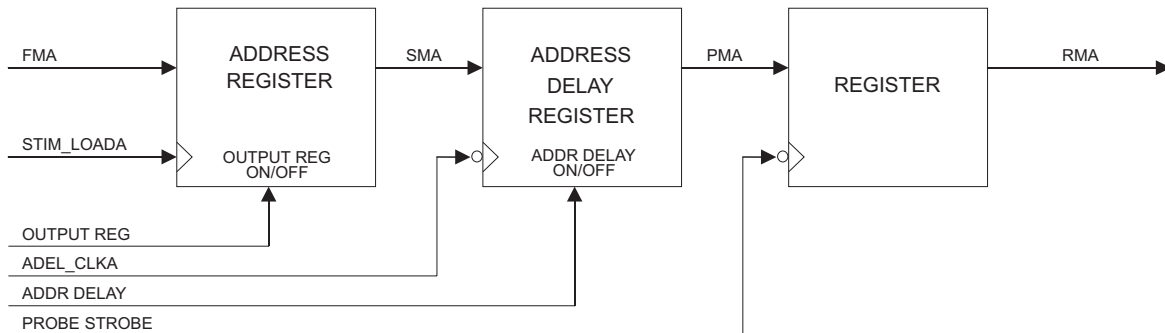 FMA
ADDRESS
REGISTER
SMA
ADDRESS
DELAY
REGISTER
PMA
REGISTER
RMA
STIM_LOADA
OUTPUT REG
ON/OFF
ADDR DELAY
ON/OFF
OUTPUT REG
ADEL_CLKA
ADDR DELAY
PROBE STROBE